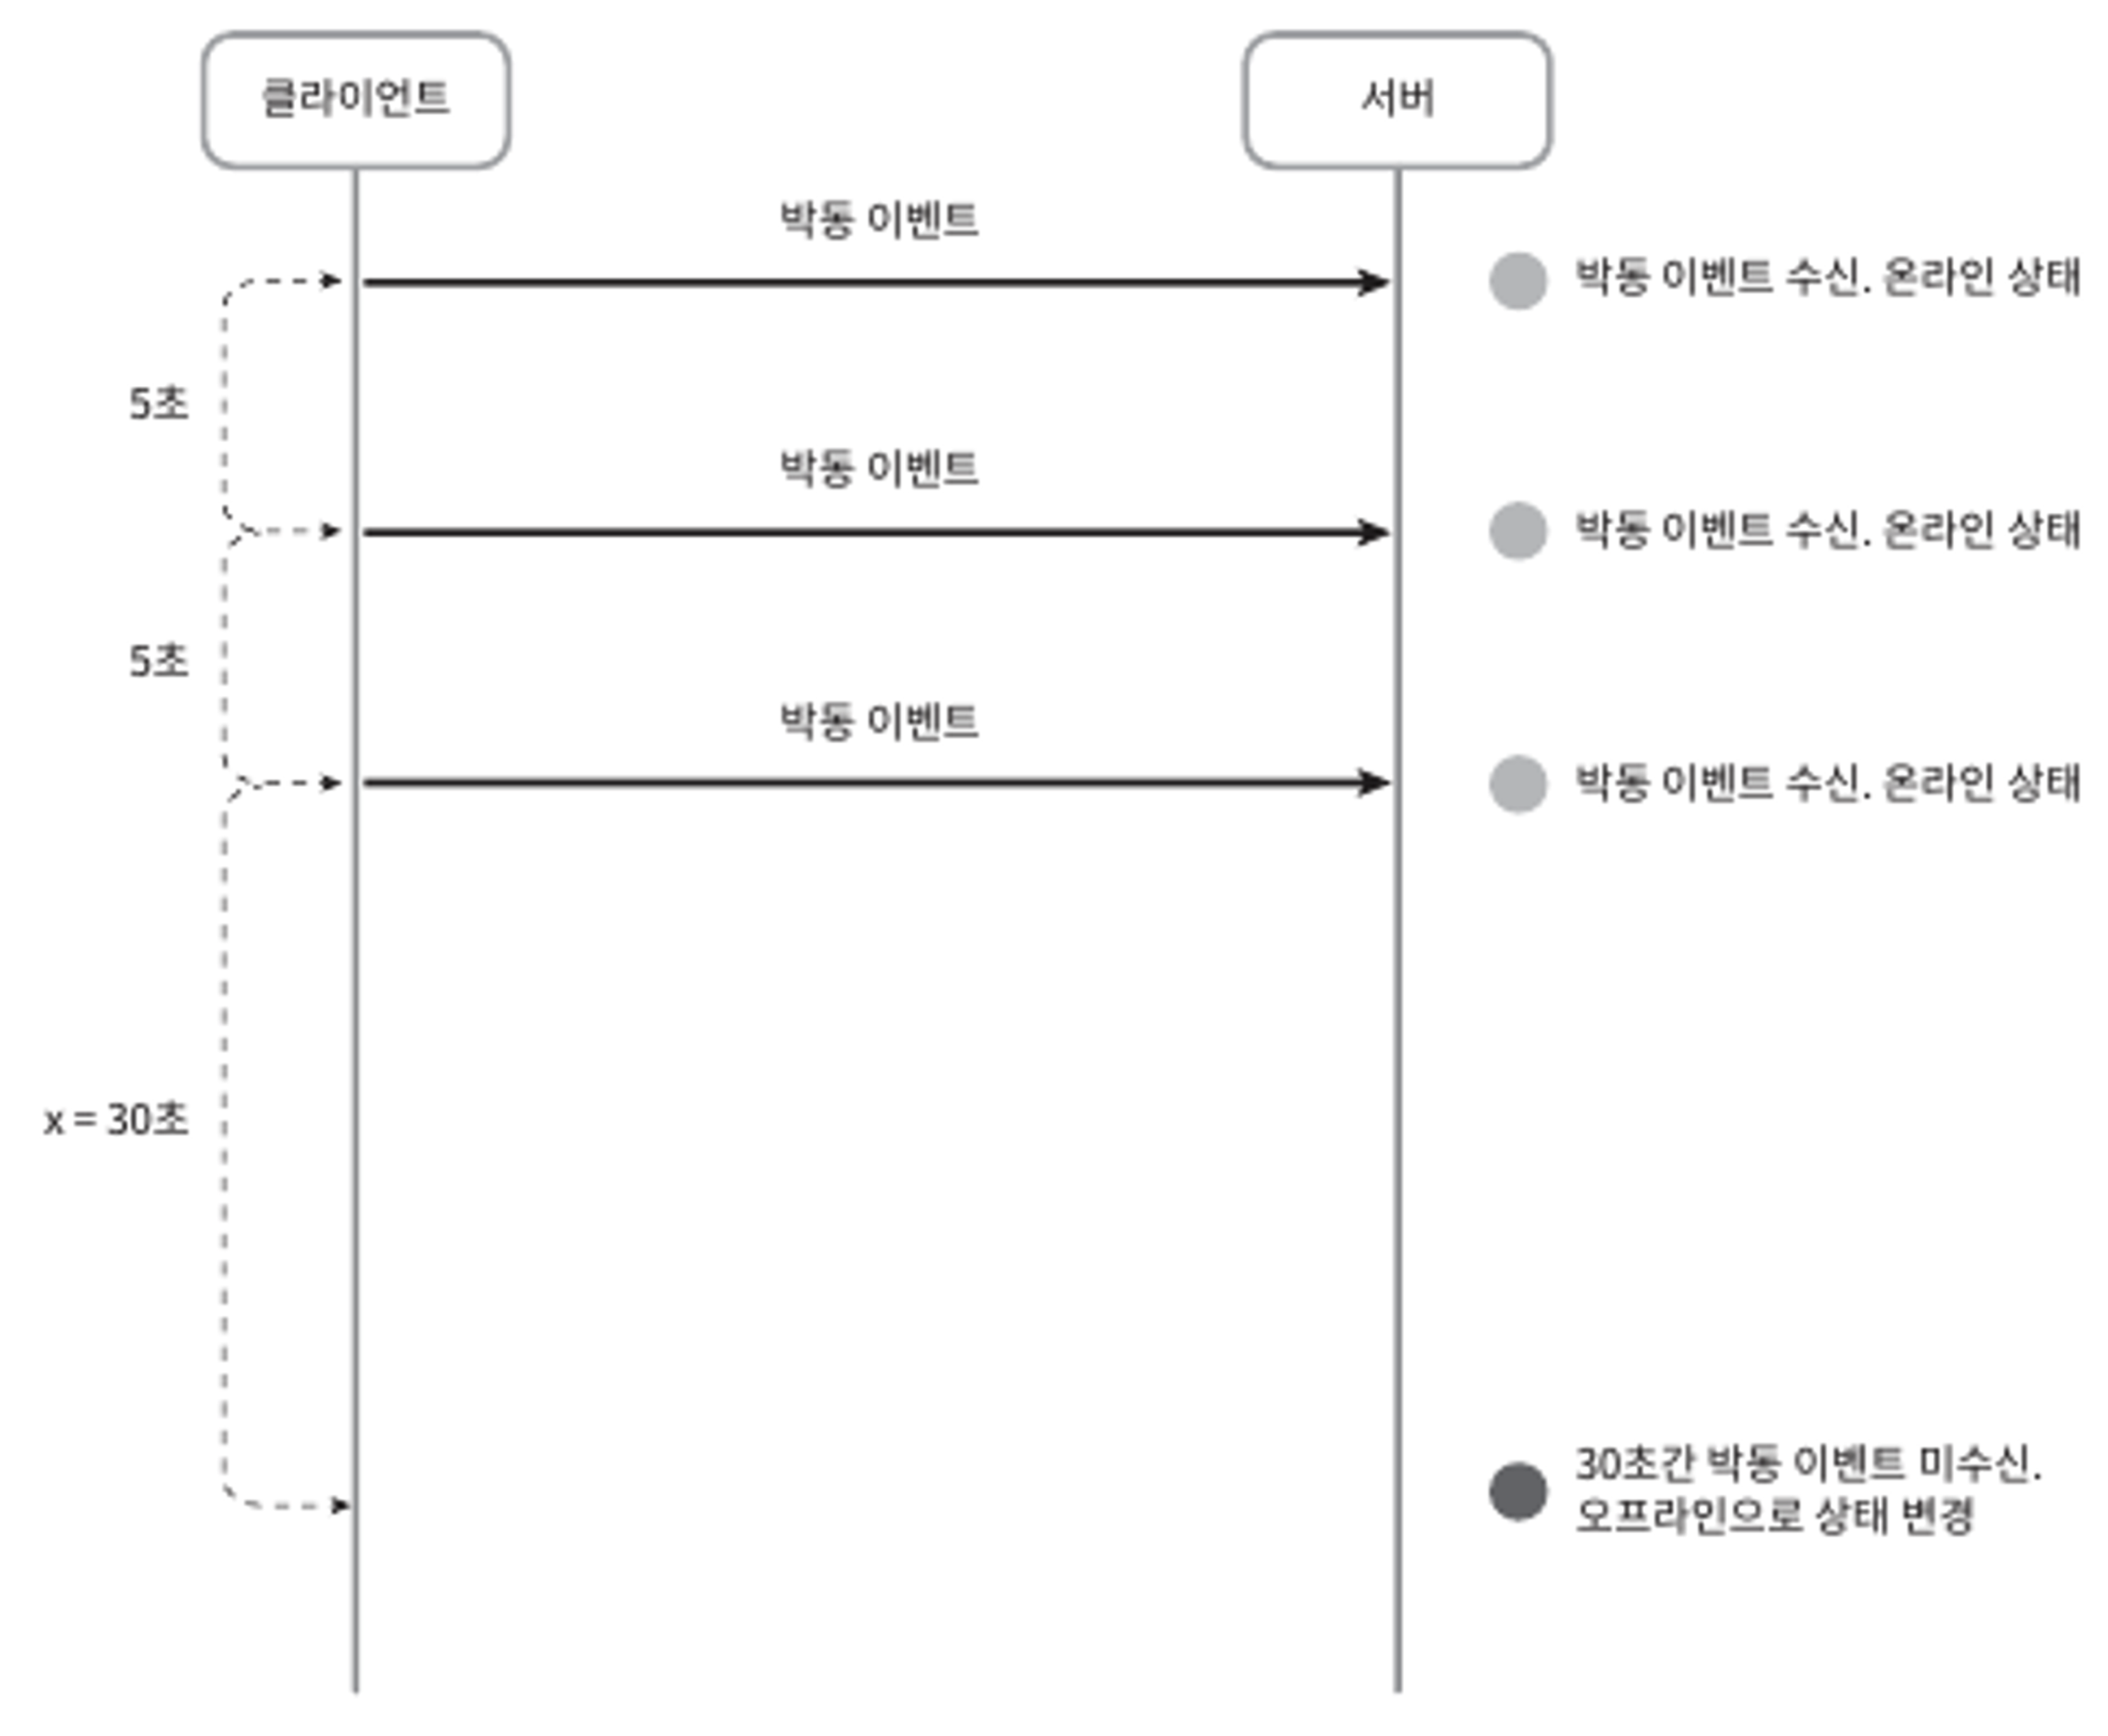 클라이언트
서버
박동 이벤트
박동 이벤트 수신. 온라인 상태
5초
박동 이벤트
박동 이벤트 수신. 온라인 상태
5초
박동 이벤트
박동 이벤트 수신. 온라인 상태
x = 30초
30초간 박동 이벤트 미수신.
오프라인으로 상태 변경